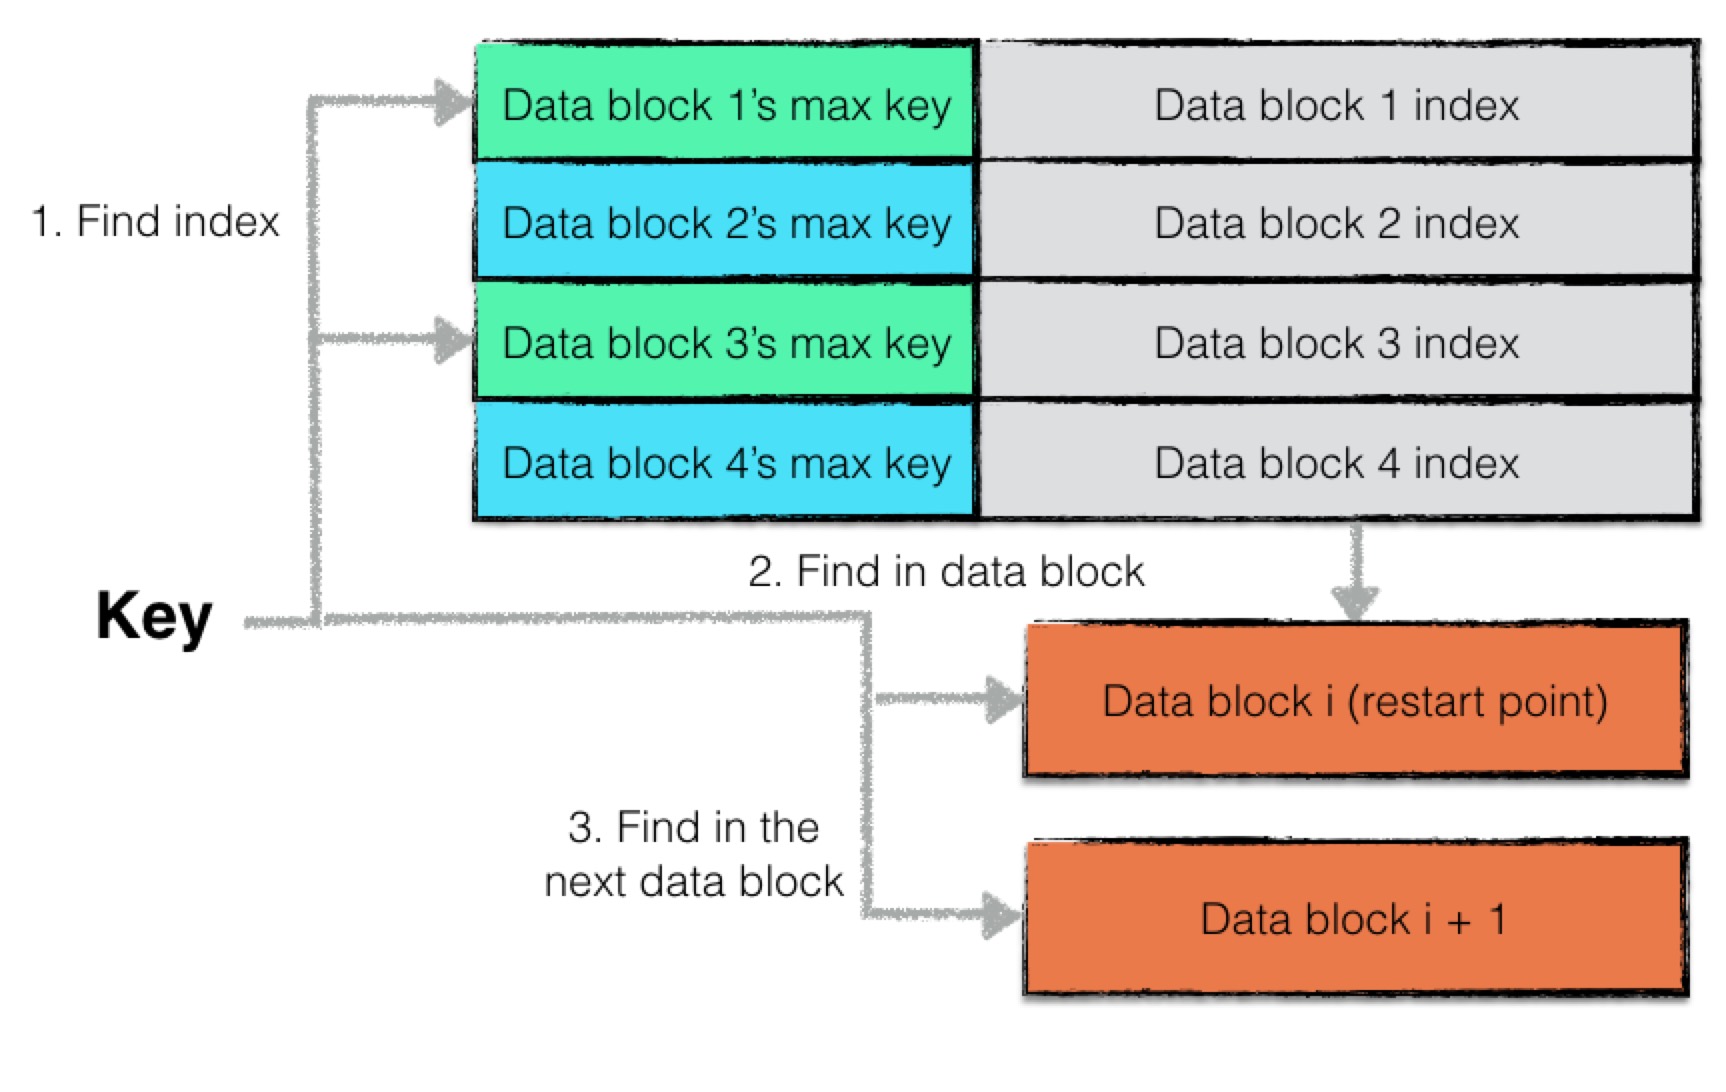 Data block 1’s max key
Data block 1 index
1. Find index
Data block 2’s max key
Data block 2 index
Data block 3’s max key
Data block 3 index
Data block 4’s max key
Data block 4 index
2. Find in data block
Key
Data block i (restart point)
3. Find in the
next data block
Data block i + 1